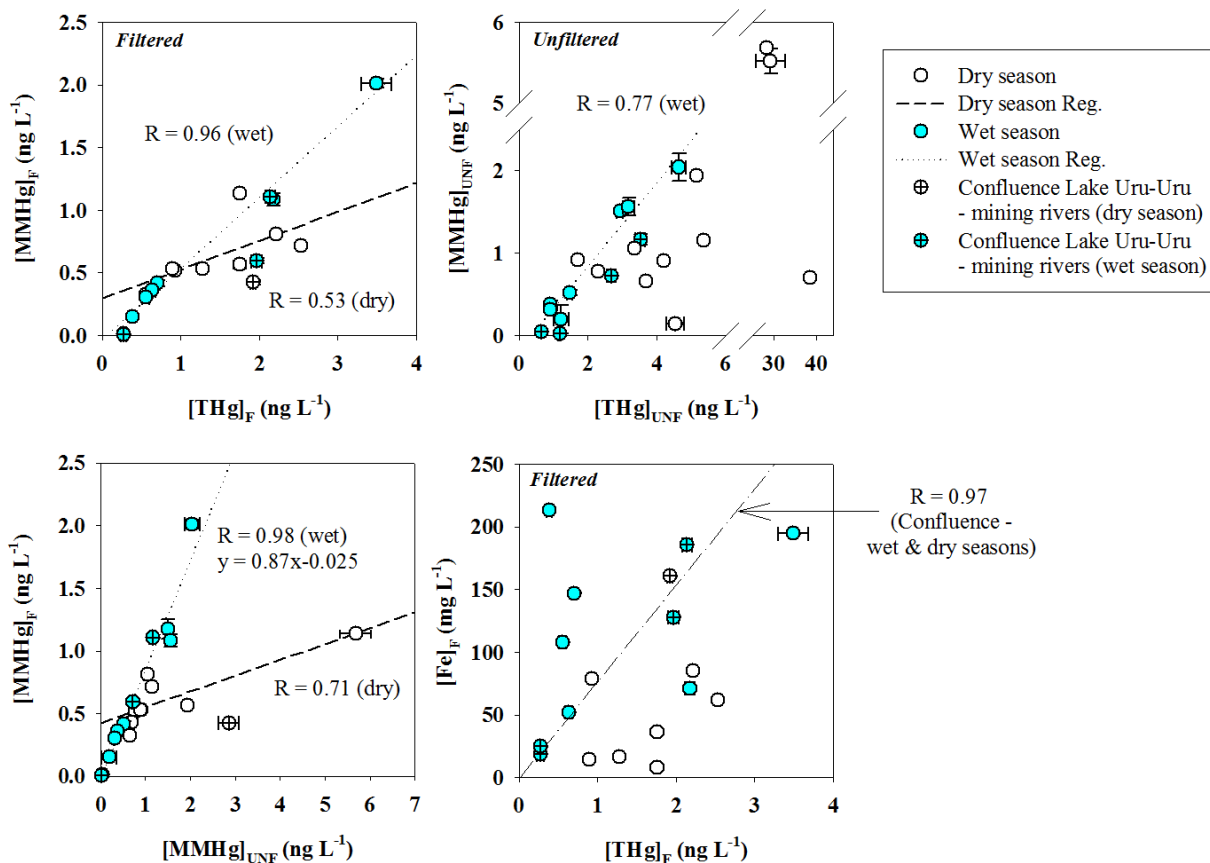 Filtered
R = 0.96 (wet)
R = 0.53 (dry)
[MMHg]F (ng L-1)
2.5
2.0
1.5
1.0
0.5
0.0
0 1 2 3 4
[THg]F (ng L-1)
Unfiltered
R = 0.77 (wet)
[MMHg]UNF (ng L-1)
6
5
2
1
0
0 2 4 6 30 40
[THg]UNF (ng L-1)
Dry season
Dry season Reg.
Wet season
Wet season Reg.
Confluence Lake Uru-Uru
- mining rivers (dry season)
Confluence Lake Uru-Uru
- mining rivers (wet season)
R = 0.98 (wet)
y = 0.87x-0.025
R = 0.71 (dry)
[MMHg]F (ng L-1)
2.5
2.0
1.5
1.0
0.5
0.0
0 1 2 3 4 5 6 7
[MMHg]UNF (ng L-1)
Filtered
[Fe]F (mg L-1)
250
200
150
100
50
0
0 1 2 3 4
[THg]F (ng L-1)
R = 0.97
(Confluence -
wet & dry seasons)